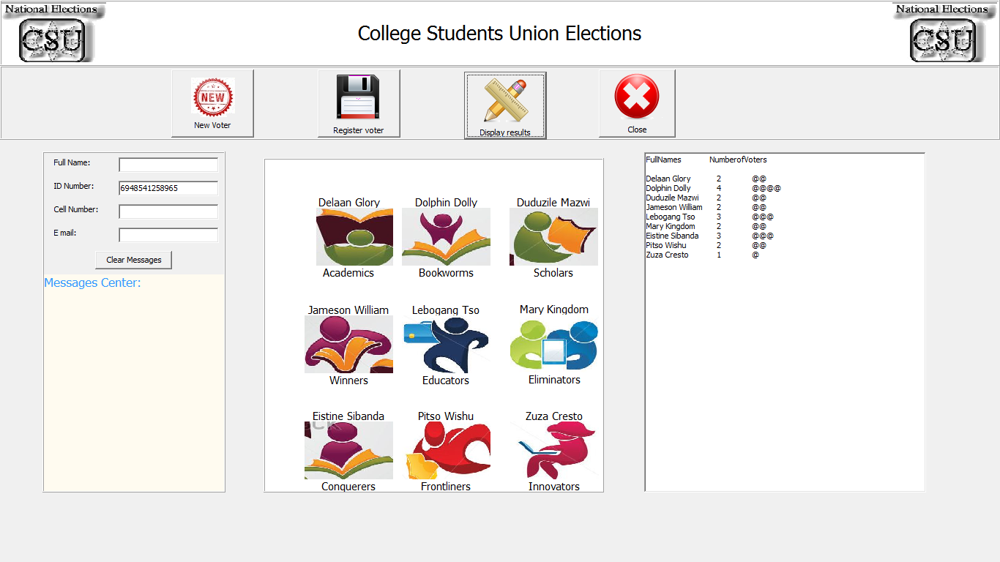 National Elections
CSU
College Students Union Elections
National Elections
CSU
NEW
New Voter
Register voter
Display results
Close
Full Name:
ID Number: 6948541258965
Cell Number:
E mail:
Clear Messages
Messages Center:
Delaan Glory Dolphin Dolly Duduzile Mazwi
Academics Bookworms Scholars
Jameson William Lebogang Tso Mary Kingdom
Winners Educators Eliminators
Eistine Sibanda Pitso Wishu Zuza Cresto
Conquerers Frontliners Innovators
FullNames NumberofVoters
Delaan Glory 2 @@
Dolphin Dolly 4 @@@@
Duduzile Mazwi 2 @@
Jameson William 2 @@
Lebogang Tso 3 @@@
Mary Kingdom 2 @@
Eistine Sibanda 3 @@@
Pitso Wishu 2 @@
Zuza Cresto 1 @